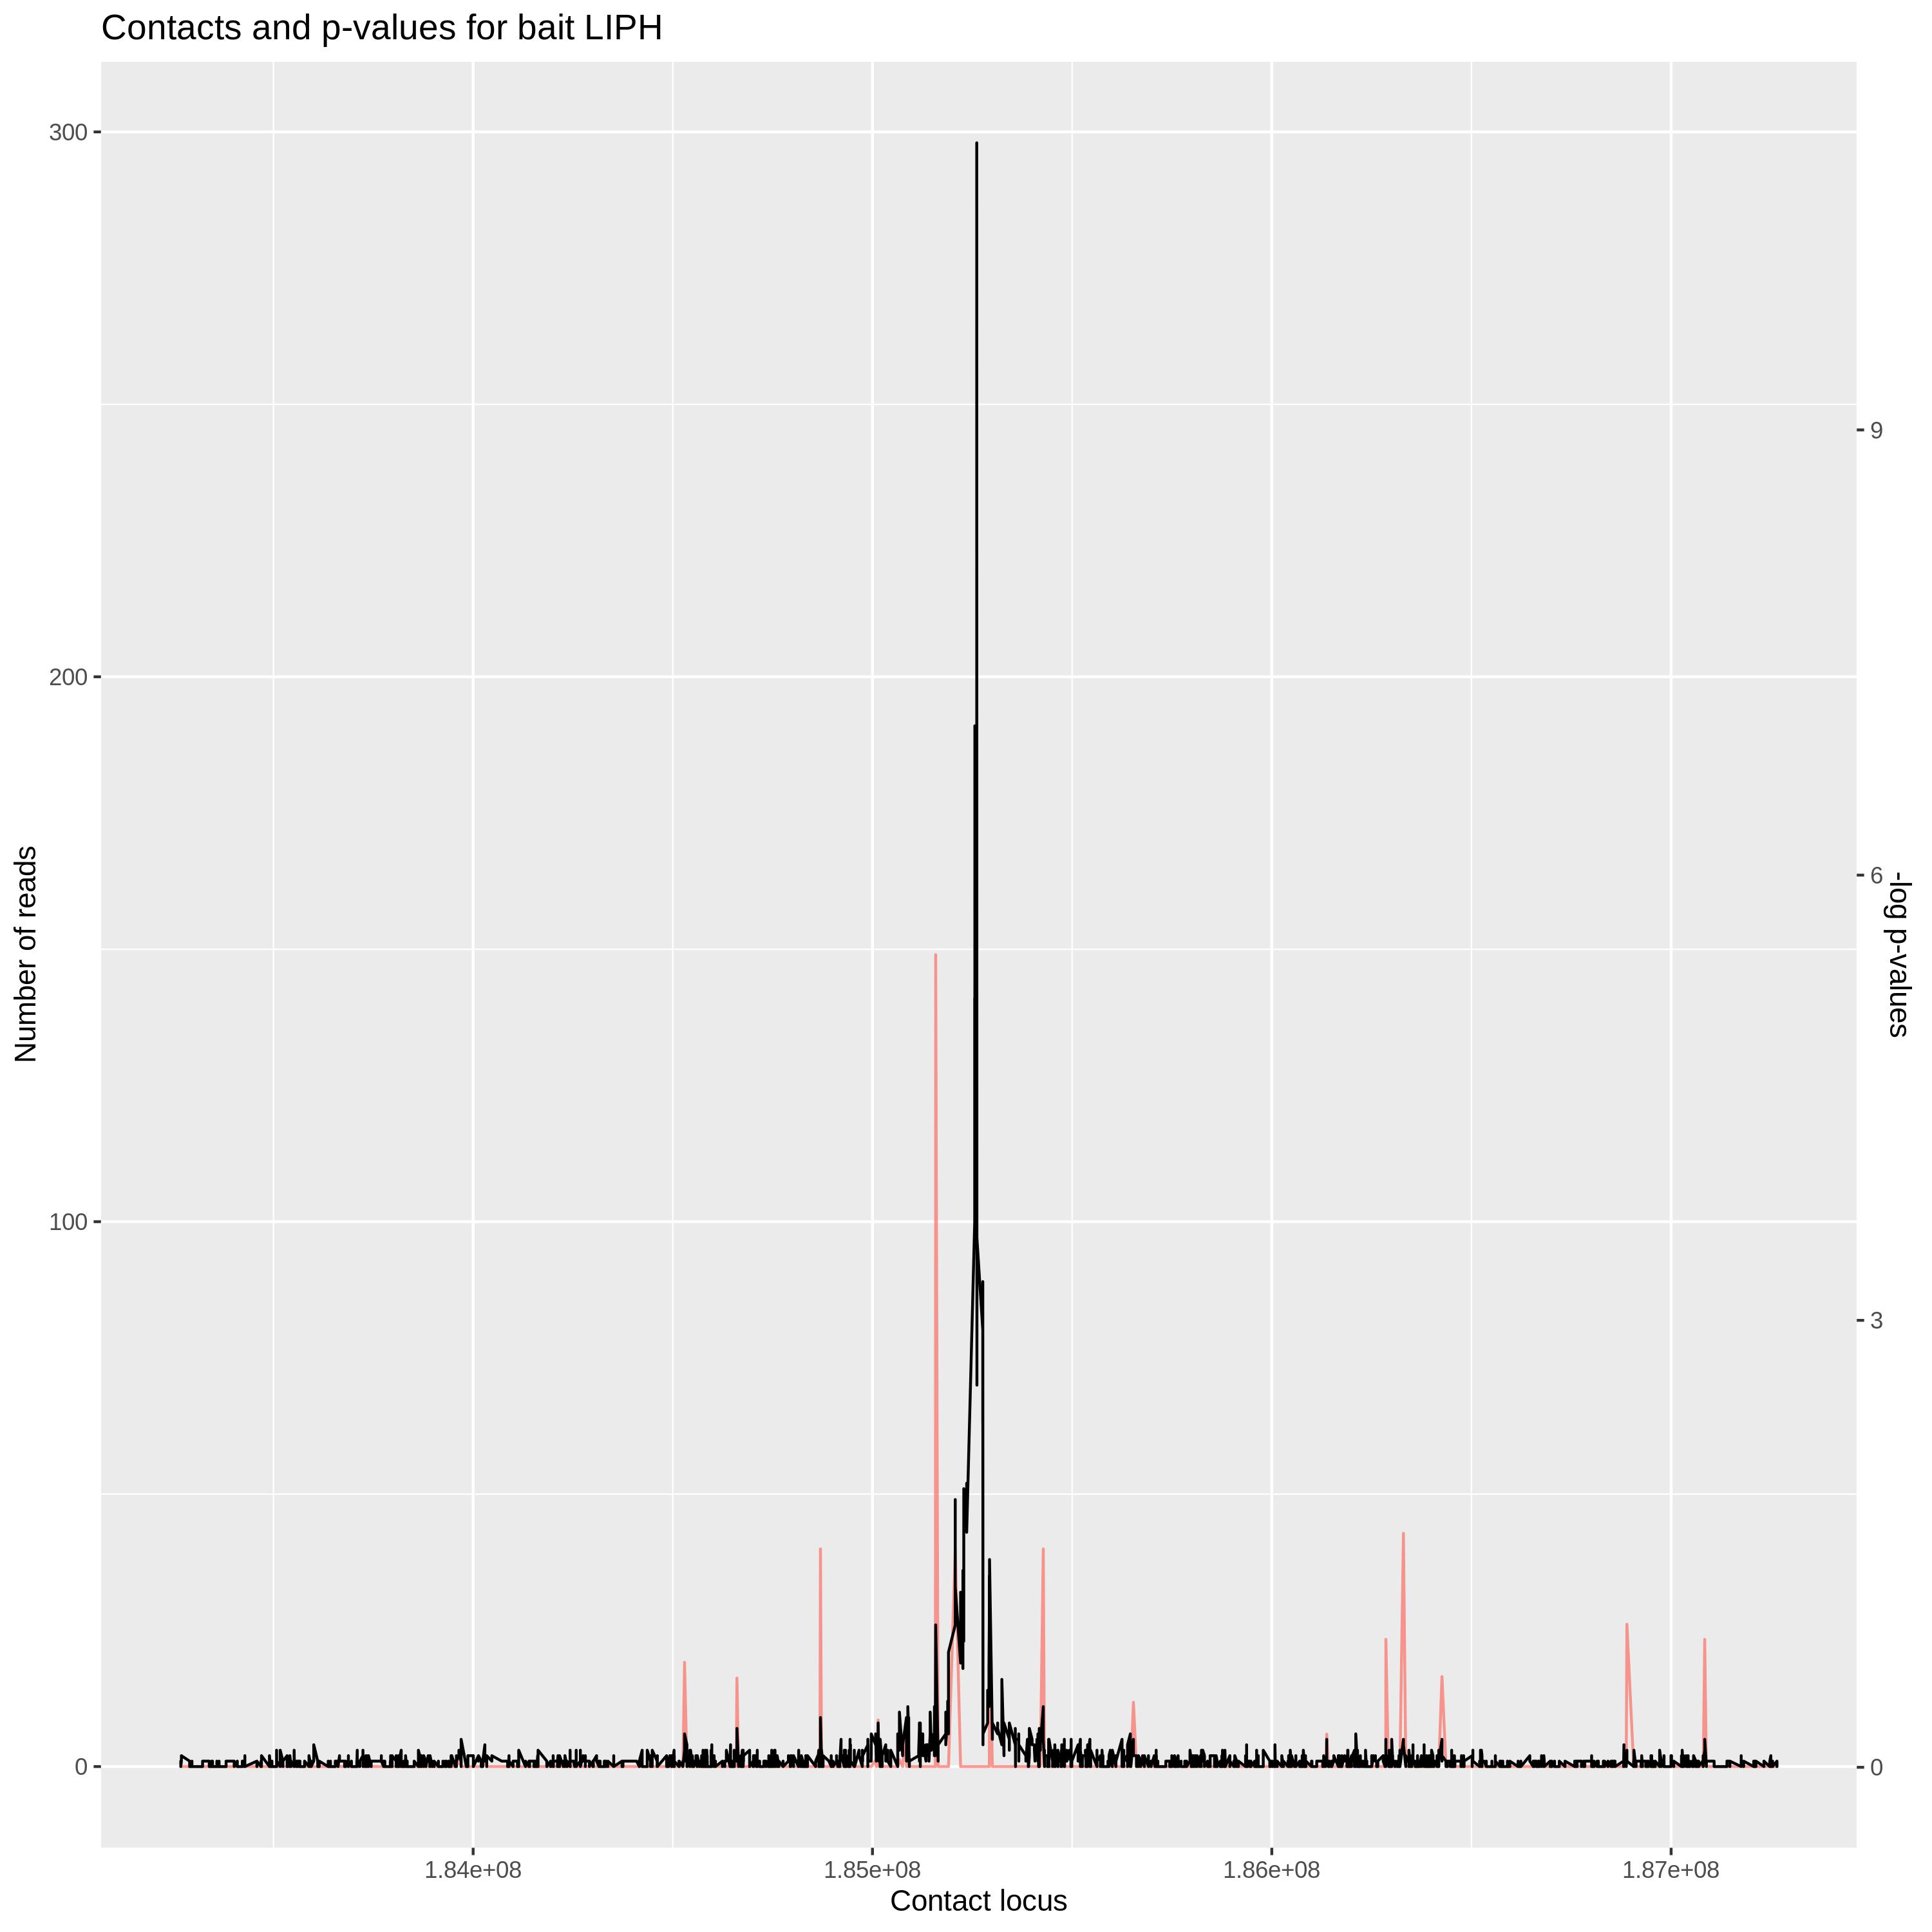 Contacts and p-values for bait LIPH
300
200
100
0
Number of reads
9
6
3
0
-log p-values
1.84e+08
1.85e+08
1.86e+08
1.87e+08
Contact locus